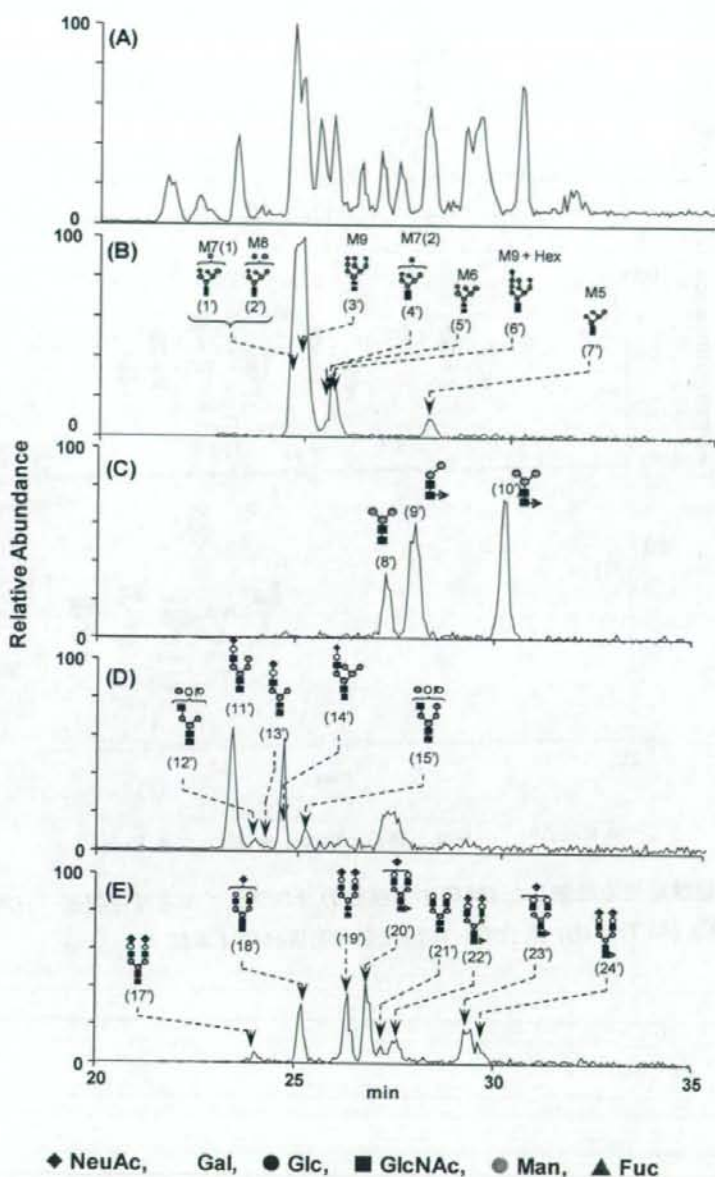 (A)
100
0
(B)
100
0
M7(1) M8
(1') (2')
M9
(3')
M7(2)
(4')
M6
(5')
M9 + Hex
(6')
M5
(7')
(C)
100
0
(8')
(9')
(10')
(D)
100
0
(12')
(11')
(13')
(14')
(15')
(E)
100
0
(17')
(18')
(19')
(20')
(21')
(22')
(23')
(24')
Relative Abundance
20 25 30 35
min
NeuAc, Gal, Glc, GlcNAc, Man, Fuc